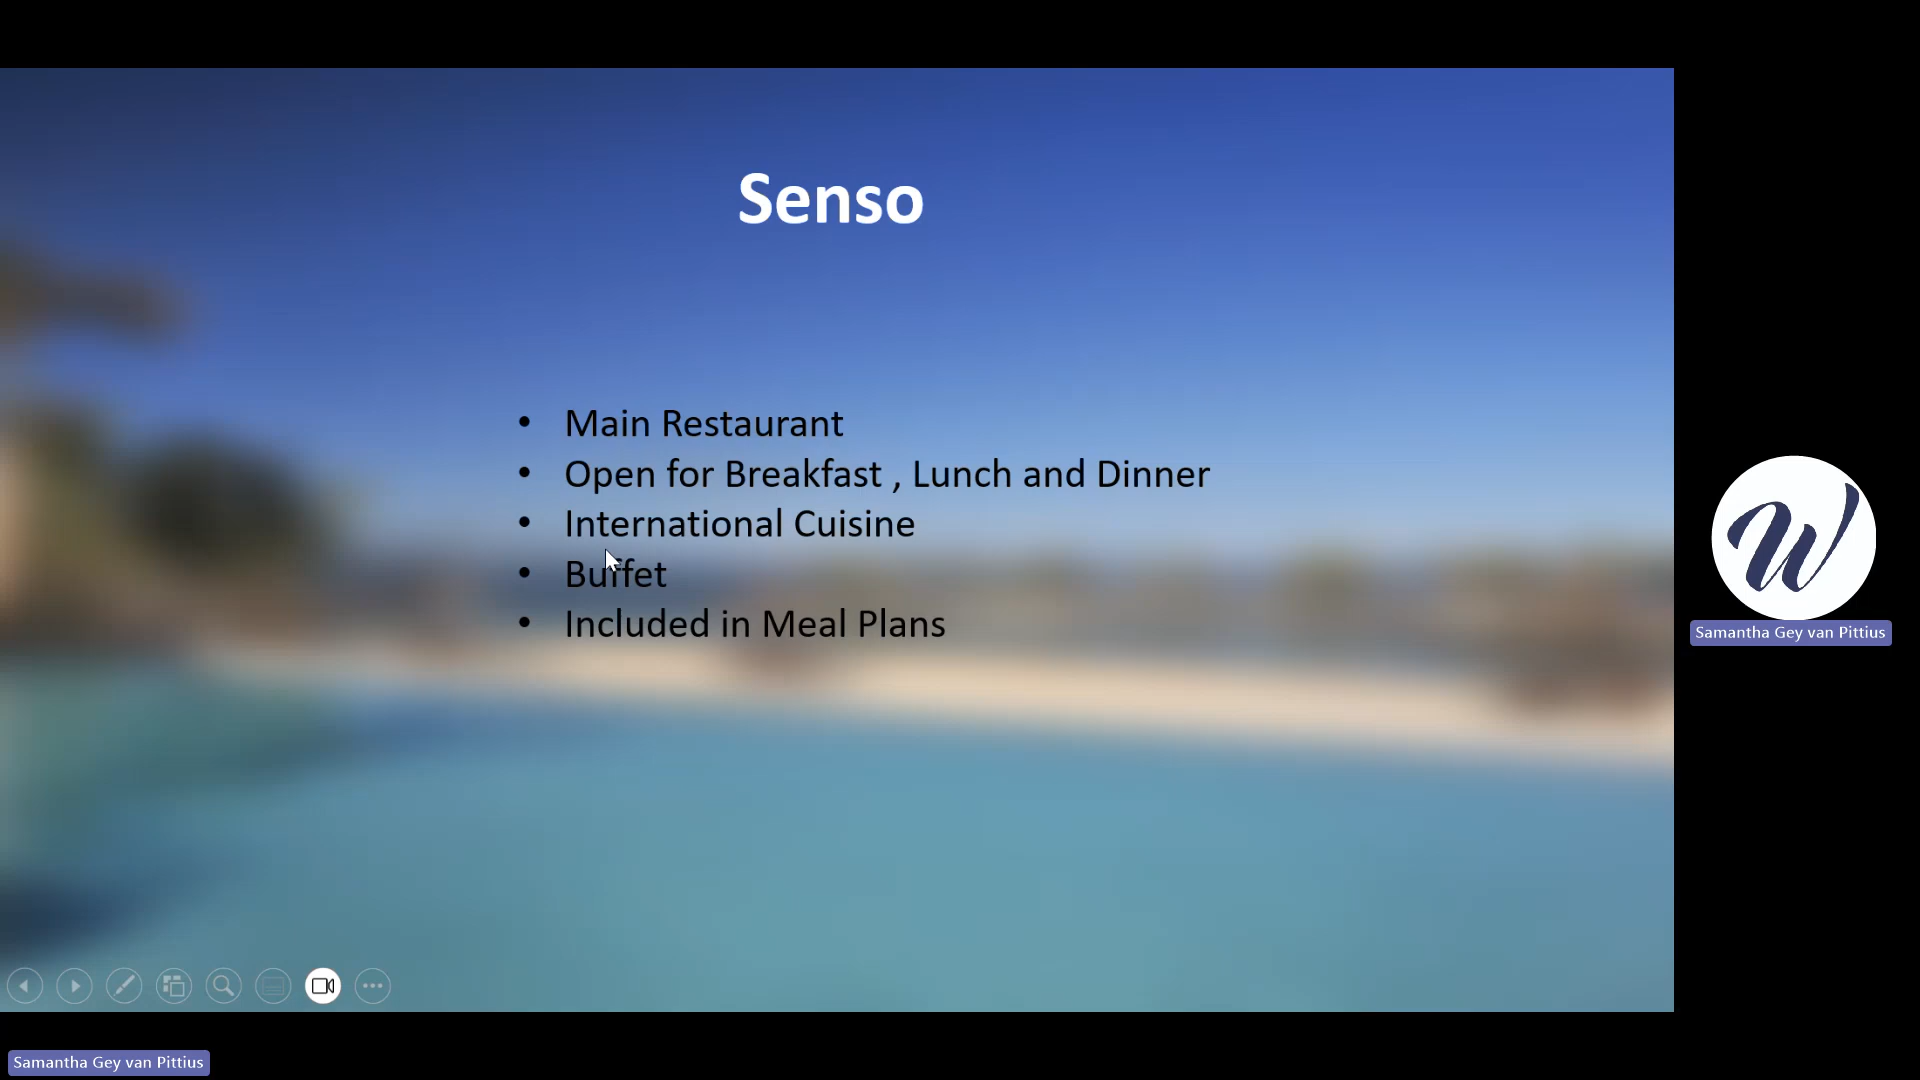 Senso
• Main Restaurant
• Open for Breakfast , Lunch and Dinner
• International Cuisine
• Buffet
• Included in Meal Plans
W
Samantha Gey van Pittius
Samantha Gey van Pittius